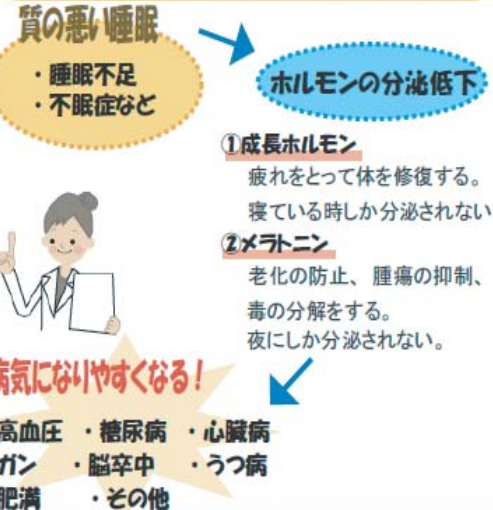 質の悪い睡眠
・睡眠不足
・不眠症など
ホルモンの分泌低下
①成長ホルモン
疲れをとって体を修復する。
寝ている時しか分泌されない
②メラトニン
老化の防止、腫瘍の抑制、
毒の分解をする。
夜にしか分泌されない。
病気になりやすくなる!
高血圧 ・糖尿病 ・心臓病
ガン ・脳卒中 ・うつ病
肥満 ・その他